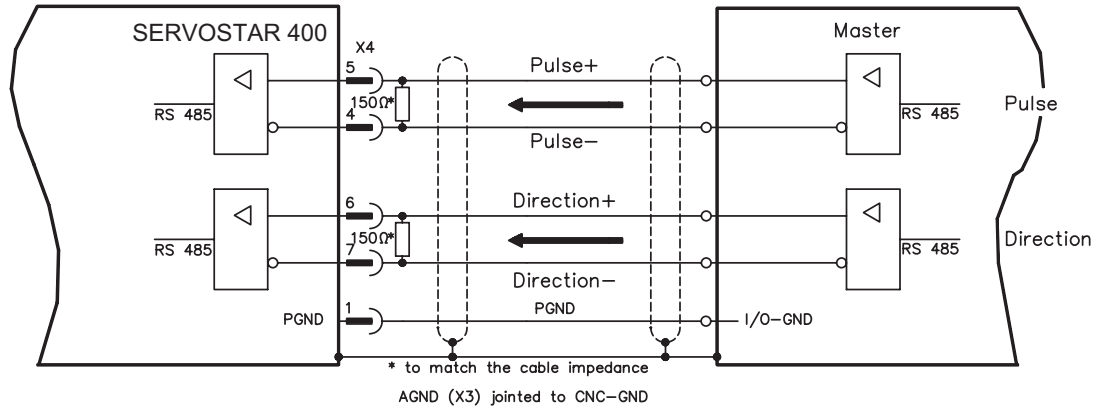 SERVOSTAR 400
Master
X4
5
Pulse+
150Ω*
RS 485
RS 485
Pulse
4
Pulse−
6
Direction+
150Ω*
RS 485
RS 485
Direction
7
Direction−
PGND
1
PGND
I/O−GND
* to match the cable impedance
AGND (X3) jointed to CNC−GND